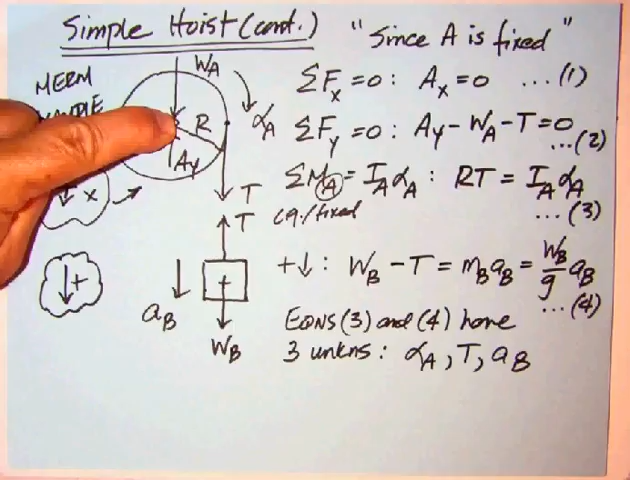 Simple Hoist (cont.) "Since A is fixed"
MERM
W_A
ΣF_x = 0 : A_x = 0 ... (1)
R α_A
ΣF_y = 0 : A_y - W_A - T = 0 ... (2)
A_y
x
T
ΣM_A = I_A α_A : RT = I_A α_A ... (3)
cg./fixed
T
+↓ : W_B - T = m_B a_B = W_B/g a_B ... (4)
↓+
a_B
W_B
EQNS (3) and (4) have
3 unkns : α_A, T, a_B